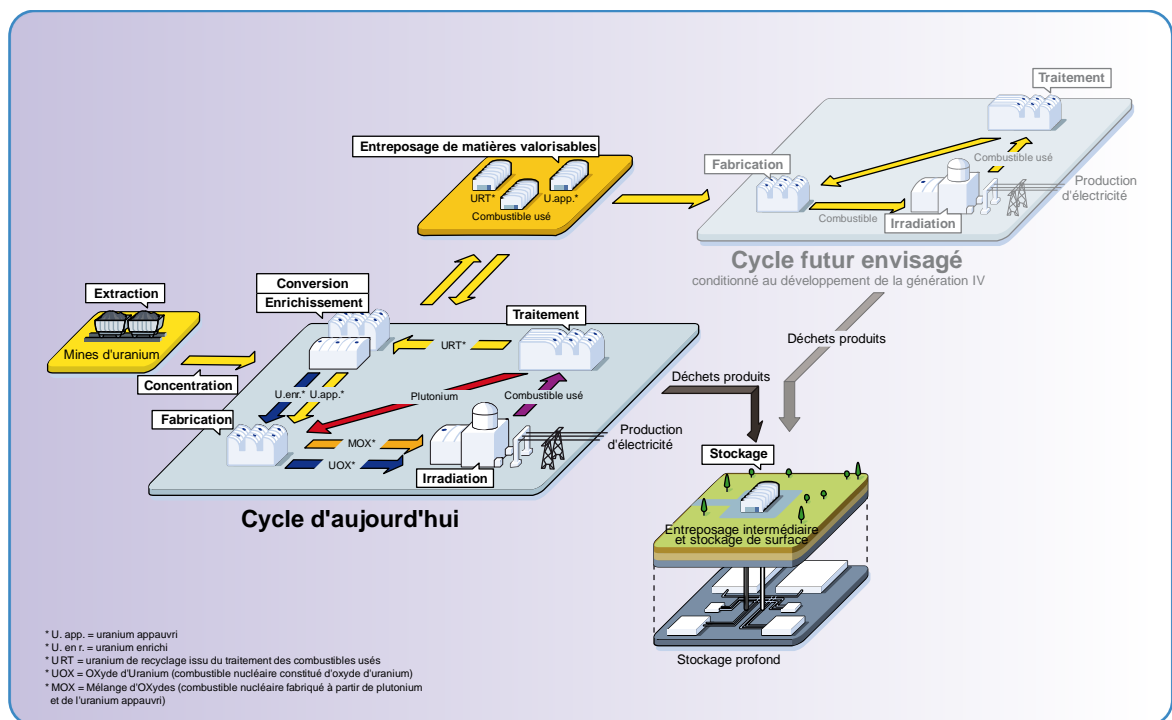 Traitement
Entreposage de matières valorisables
URT*
U.app.*
Combustible usé
Fabrication
Combustible usé
Combustible
Irradiation
Production
d'électricité
Cycle futur envisagé
conditionné au développement de la génération IV
Extraction
Mines d'uranium
Concentration
Conversion
Enrichissement
Traitement
URT*
U.enr.*
U.app.*
Plutonium
Combustible usé
Fabrication
MOX*
UOX*
Irradiation
Production
d'électricité
Cycle d'aujourd'hui
Déchets produits
Déchets produits
Stockage
Entreposage intermédiaire
et stockage de surface
Stockage profond
* U. app. = uranium appauvri
* U. en r. = uranium enrichi
* URT = uranium de recyclage issu du traitement des combustibles usés
* UOX = OXyde d'Uranium (combustible nucléaire constitué d'oxyde d'uranium)
* MOX = Mélange d'OXydes (combustible nucléaire fabriqué à partir de plutonium
et de l'uranium appauvri)